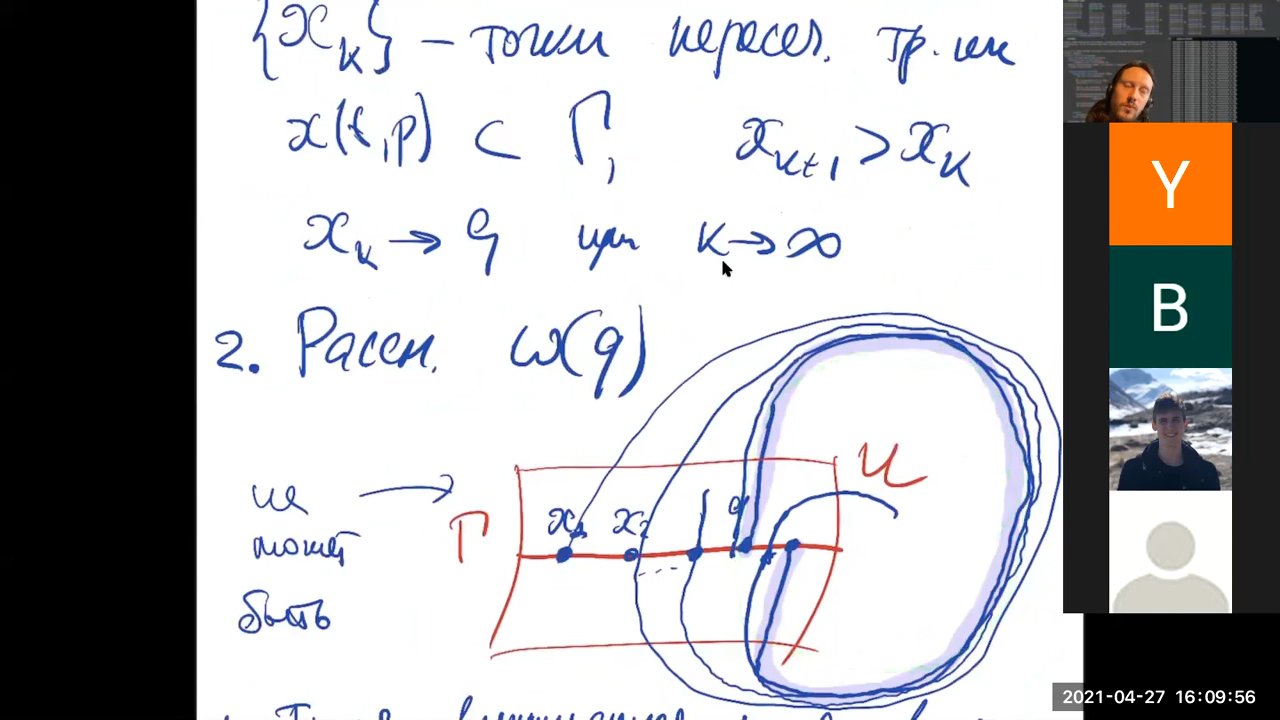 {x_k} – точки пересеч. тр-ии
x(t,p) ⊂ Γ, x_{k+1} > x_k
x_k → q при k → ∞
2. Рассм. ω(q)
U
не
может
быть
Γ
x_1 x_2 q
Y
B
2021-04-27 16:09:56